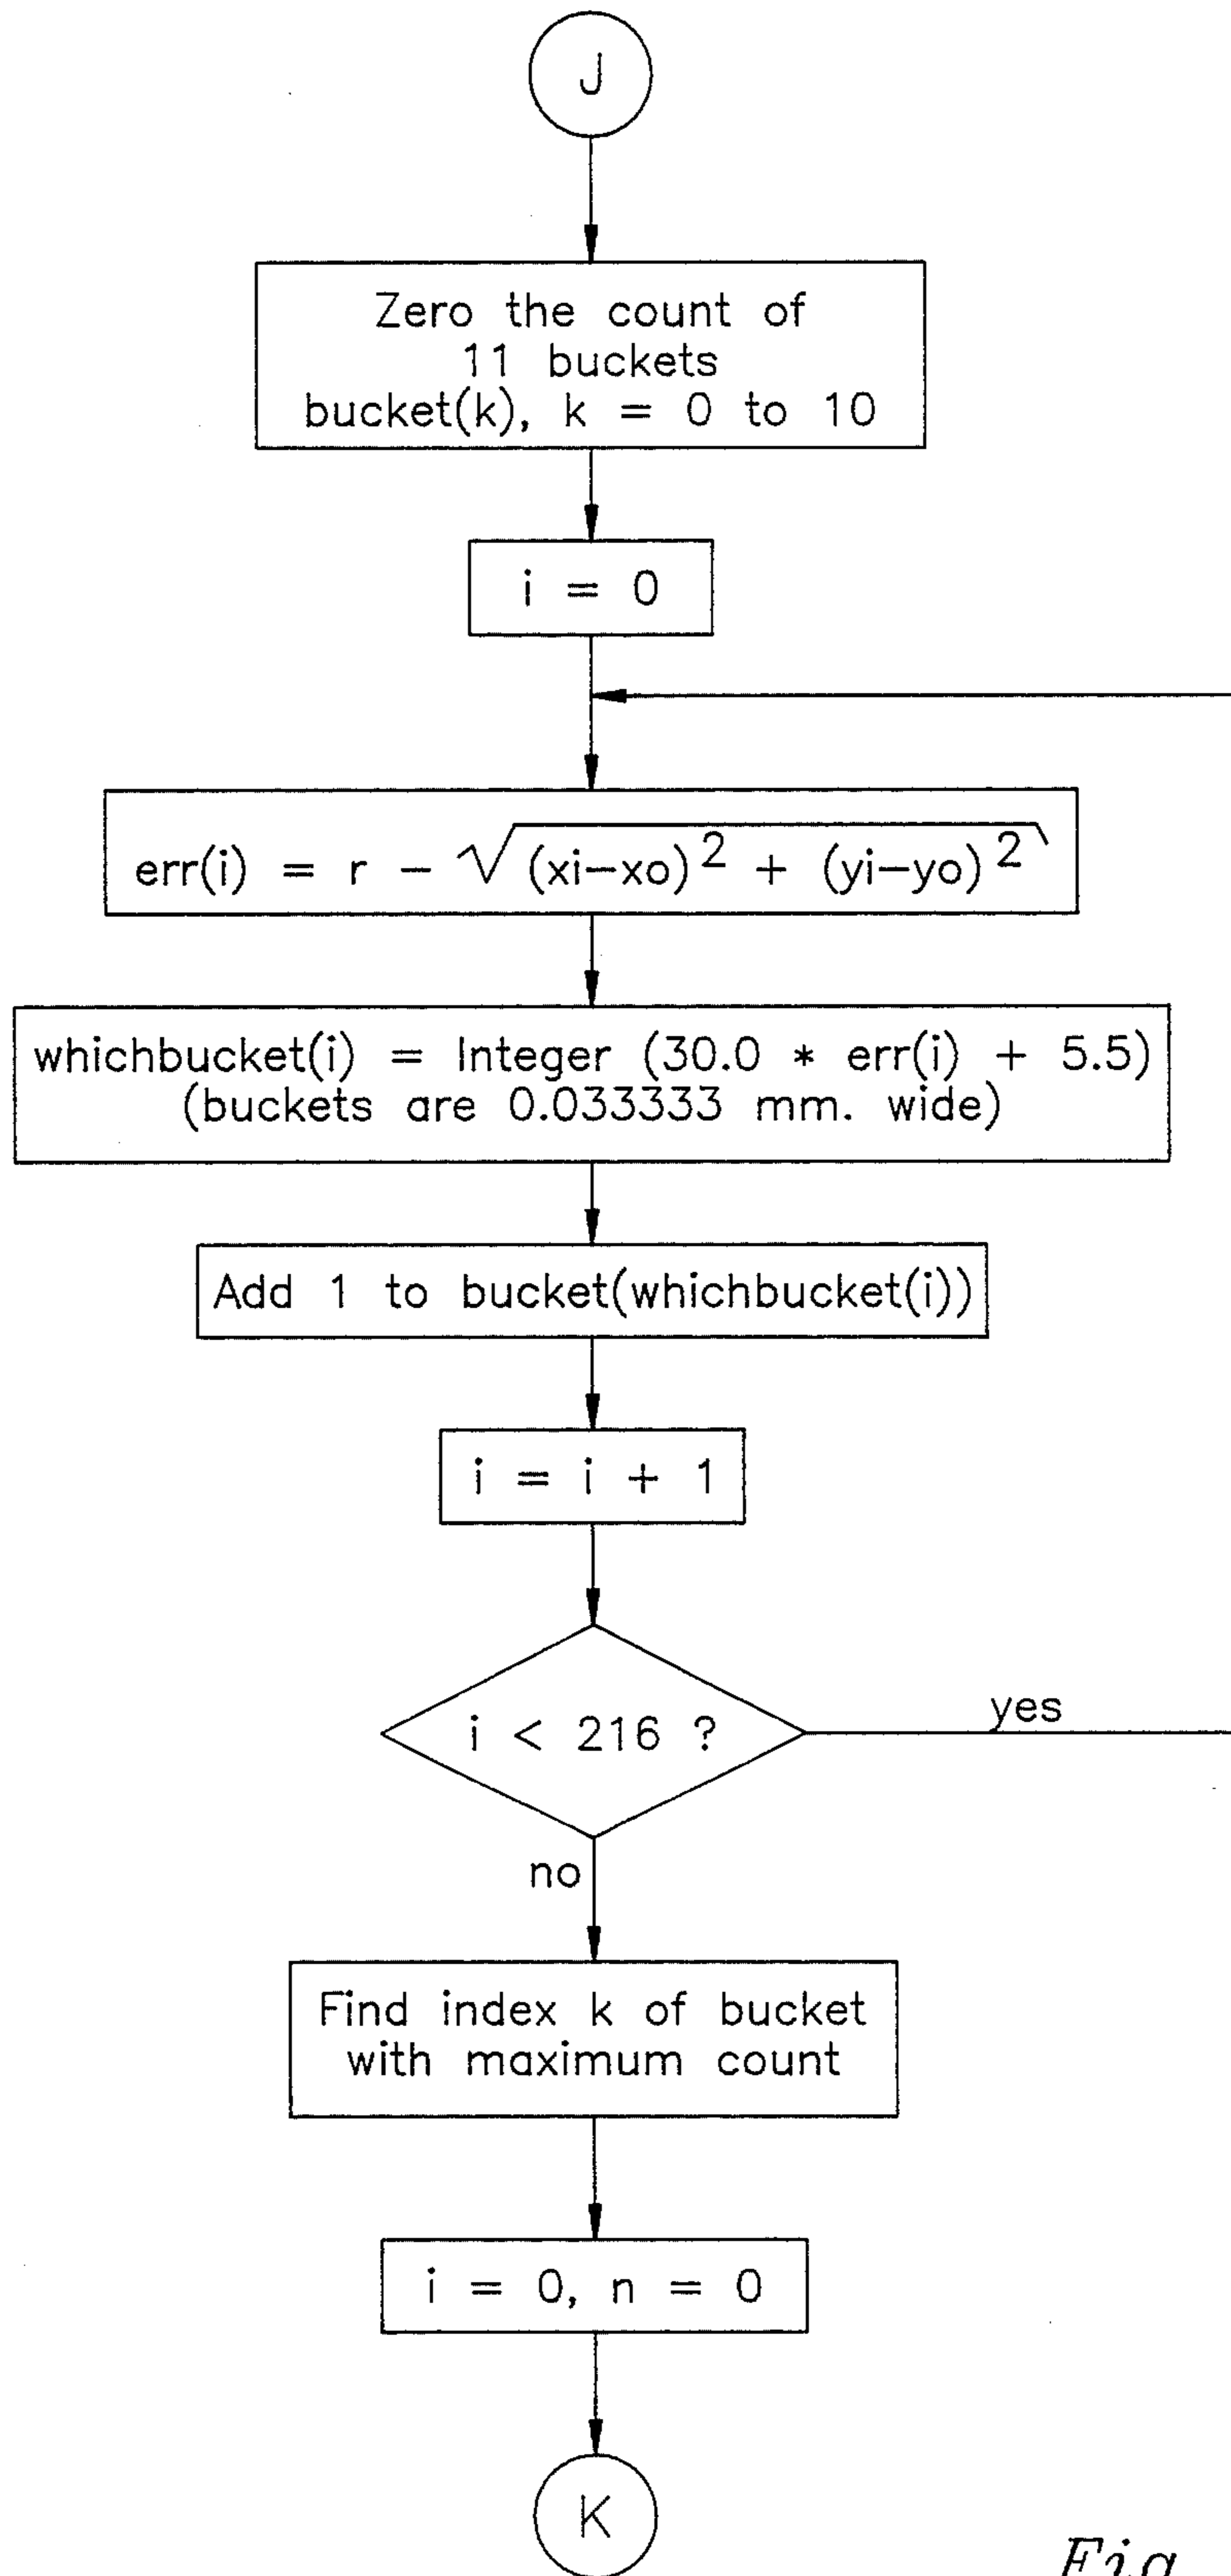 J
Zero the count of
11 buckets
bucket(k), k = 0 to 10
i = 0
err(i) = r - √(xi-xo)² + (yi-yo)²
whichbucket(i) = Integer (30.0 * err(i) + 5.5)
(buckets are 0.033333 mm. wide)
Add 1 to bucket(whichbucket(i))
i = i + 1
i < 216 ?
yes
no
Find index k of bucket
with maximum count
i = 0, n = 0
K
Fig